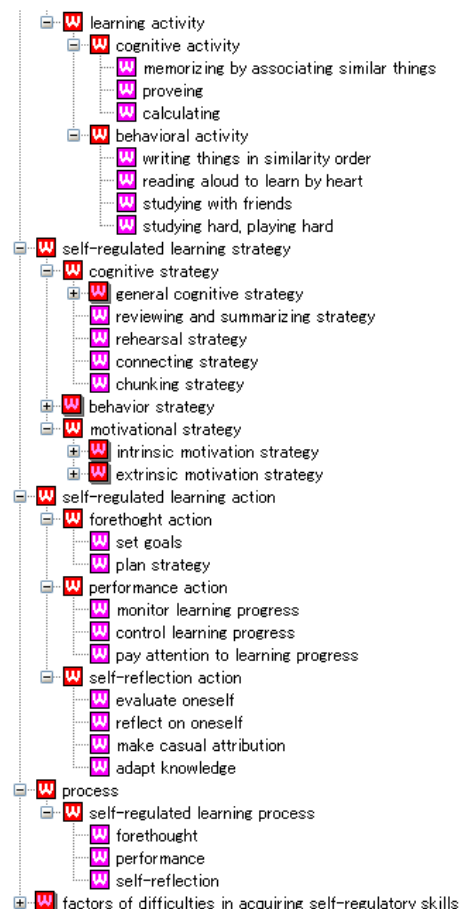 learning activity
cognitive activity
memorizing by associating similar things
proveing
calculating
behavioral activity
writing things in similarity order
reading aloud to learn by heart
studying with friends
studying hard, playing hard
self-regulated learning strategy
cognitive strategy
general cognitive strategy
reviewing and summarizing strategy
rehearsal strategy
connecting strategy
chunking strategy
behavior strategy
motivational strategy
intrinsic motivation strategy
extrinsic motivation strategy
self-regulated learning action
forethoght action
set goals
plan strategy
performance action
monitor learning progress
control learning progress
pay attention to learning progress
self-reflection action
evaluate oneself
reflect on oneself
make casual attribution
adapt knowledge
process
self-regulated learning process
forethought
performance
self-reflection
factors of difficulties in acquiring self-regulatory skills